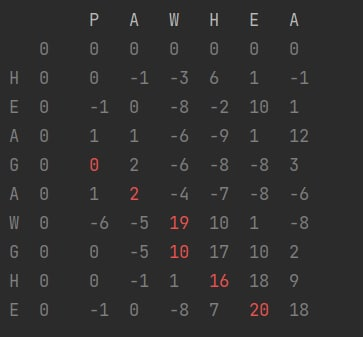 P A W H E A
0 0 0 0 0 0 0
H 0 0 -1 -3 6 1 -1
E 0 -1 0 -8 -2 10 1
A 0 1 1 -6 -9 1 12
G 0 0 2 -6 -8 -8 3
A 0 1 2 -4 -7 -8 -6
W 0 -6 -5 19 10 1 -8
G 0 0 -5 10 17 10 2
H 0 0 -1 1 16 18 9
E 0 -1 0 -8 7 20 18